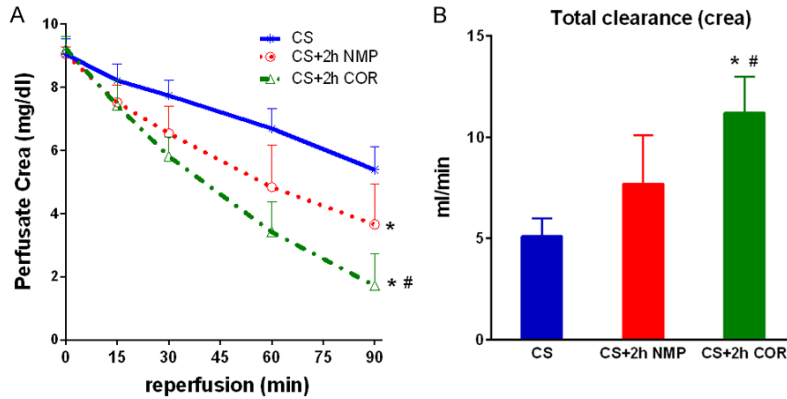 A
CS
CS+2h NMP
CS+2h COR
Perfusate Crea (mg/dl)
10
8
6
4
2
0
*
* #
0 15 30 45 60 75 90
reperfusion (min)
B
Total clearance (crea)
* #
ml/min
15
10
5
0
CS CS+2h NMP CS+2h COR